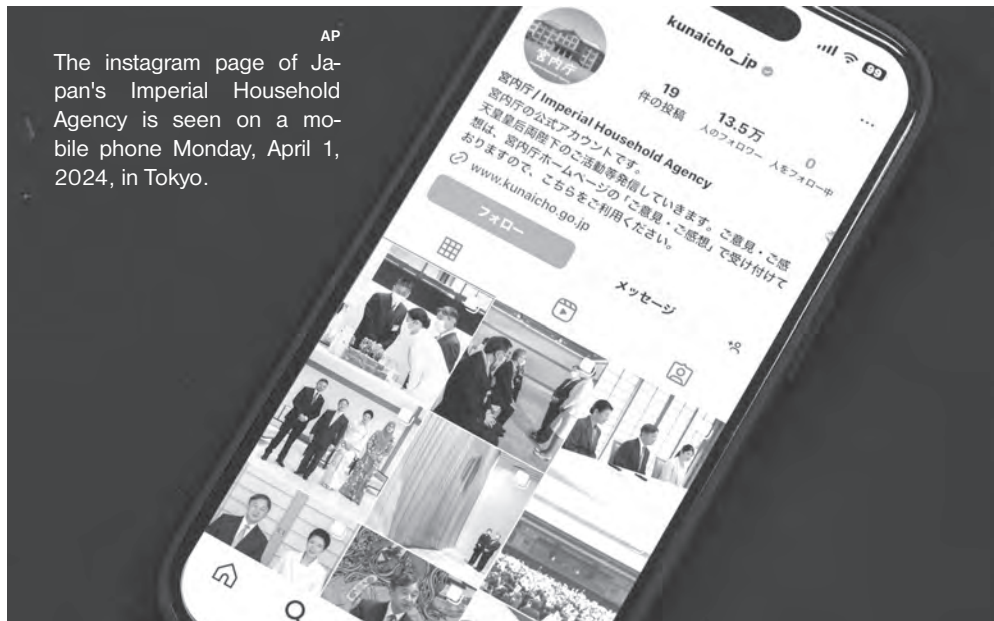 AP
The instagram page of Ja-
pan's Imperial Household
Agency is seen on a mo-
bile phone Monday, April 1,
2024, in Tokyo.
kunaicho_jp
99
宮内庁
19
件の投稿
13.5万
人のフォロワー
0
人をフォロー中
宮内庁 / Imperial Household Agency
宮内庁の公式アカウントです。
天皇皇后両陛下のご活動等発信していきます。ご意見・ご感
想は、宮内庁ホームページの「ご意見・ご感想」で受け付けて
おりますので、こちらをご利用ください。
www.kunaicho.go.jp
フォロー
メッセージ